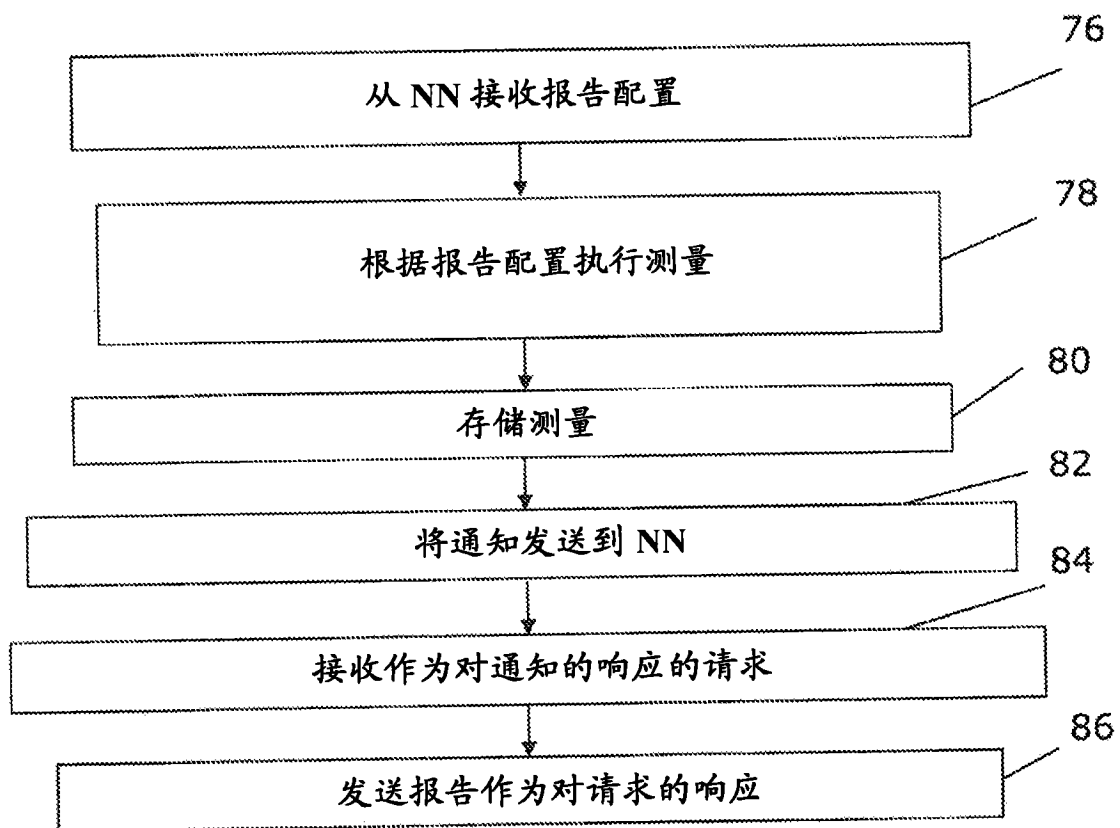 76
从 NN 接收报告配置
78
根据报告配置执行测量
80
存储测量
82
将通知发送到 NN
84
接收作为对通知的响应的请求
86
发送报告作为对请求的响应